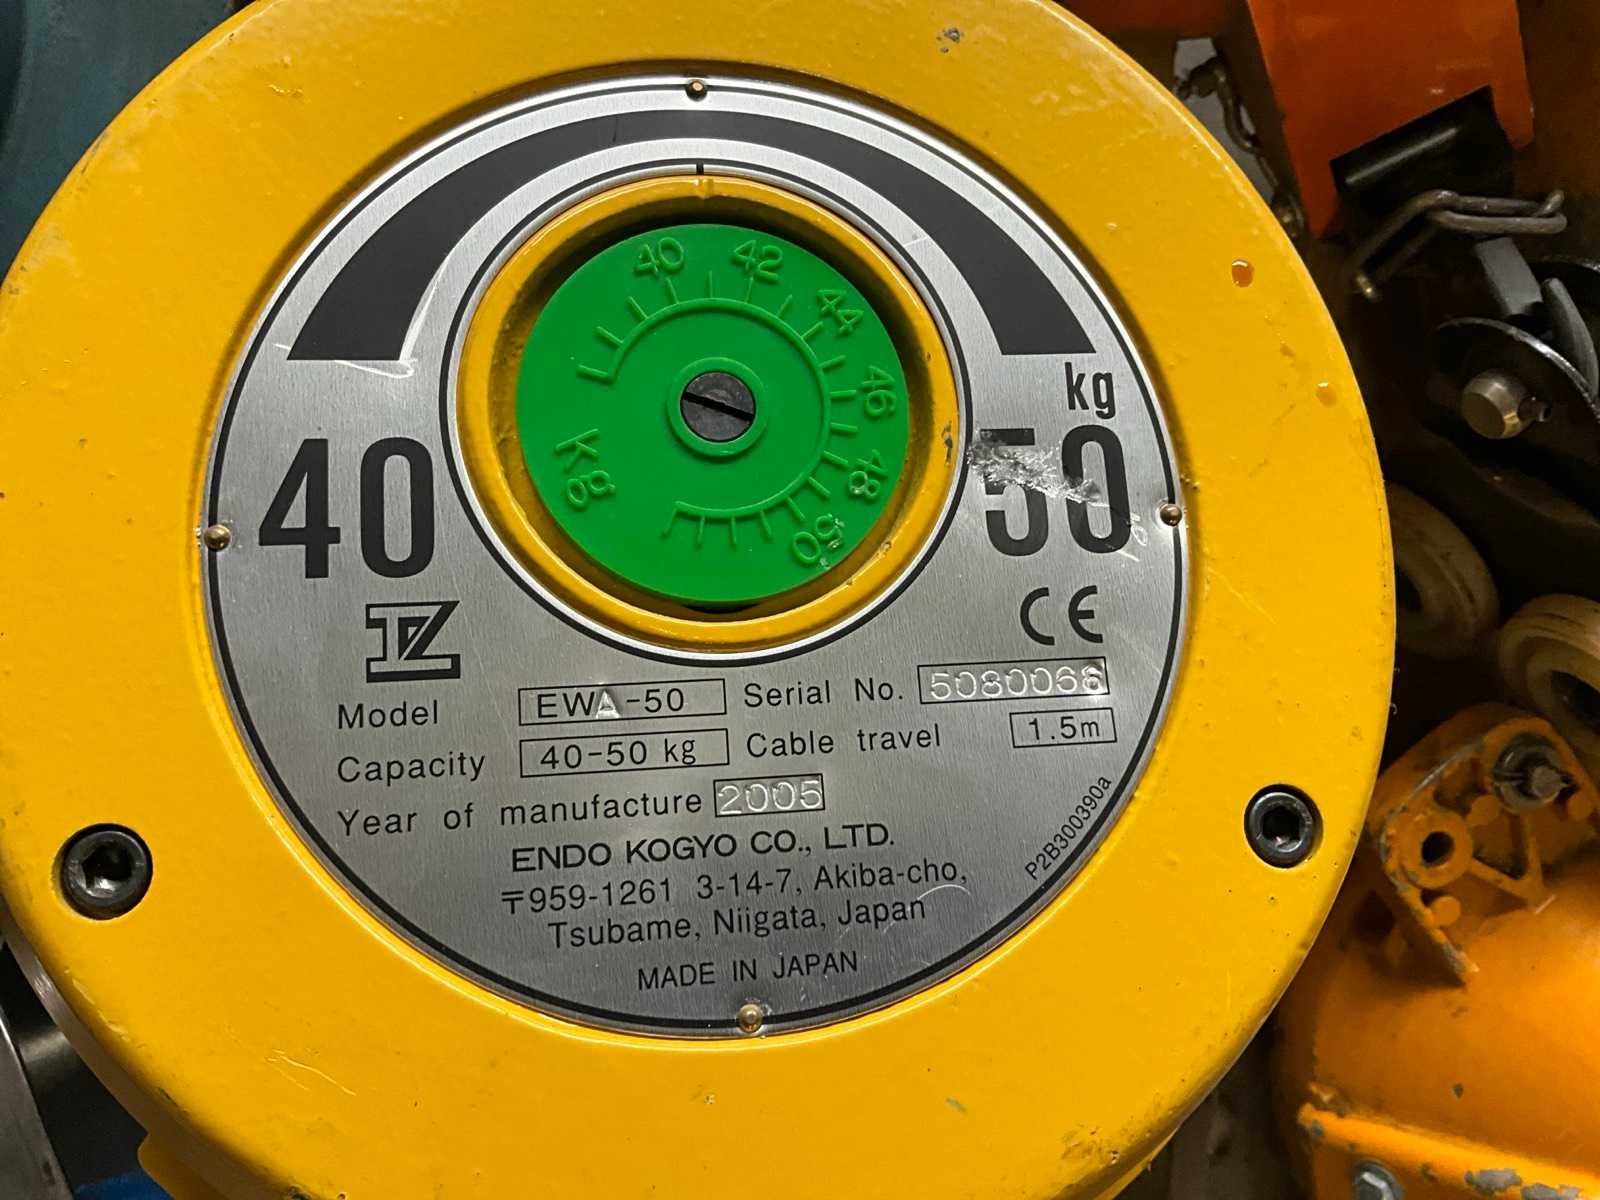 40 42 44 46 48 50
Kg
kg
40 50
CE
Model EWA-50 Serial No. 5080068
Capacity 40-50 kg Cable travel 1.5m
Year of manufacture 2005
ENDO KOGYO CO., LTD.
〒959-1261 3-14-7, Akiba-cho,
Tsubame, Niigata, Japan
MADE IN JAPAN
P2B300390a